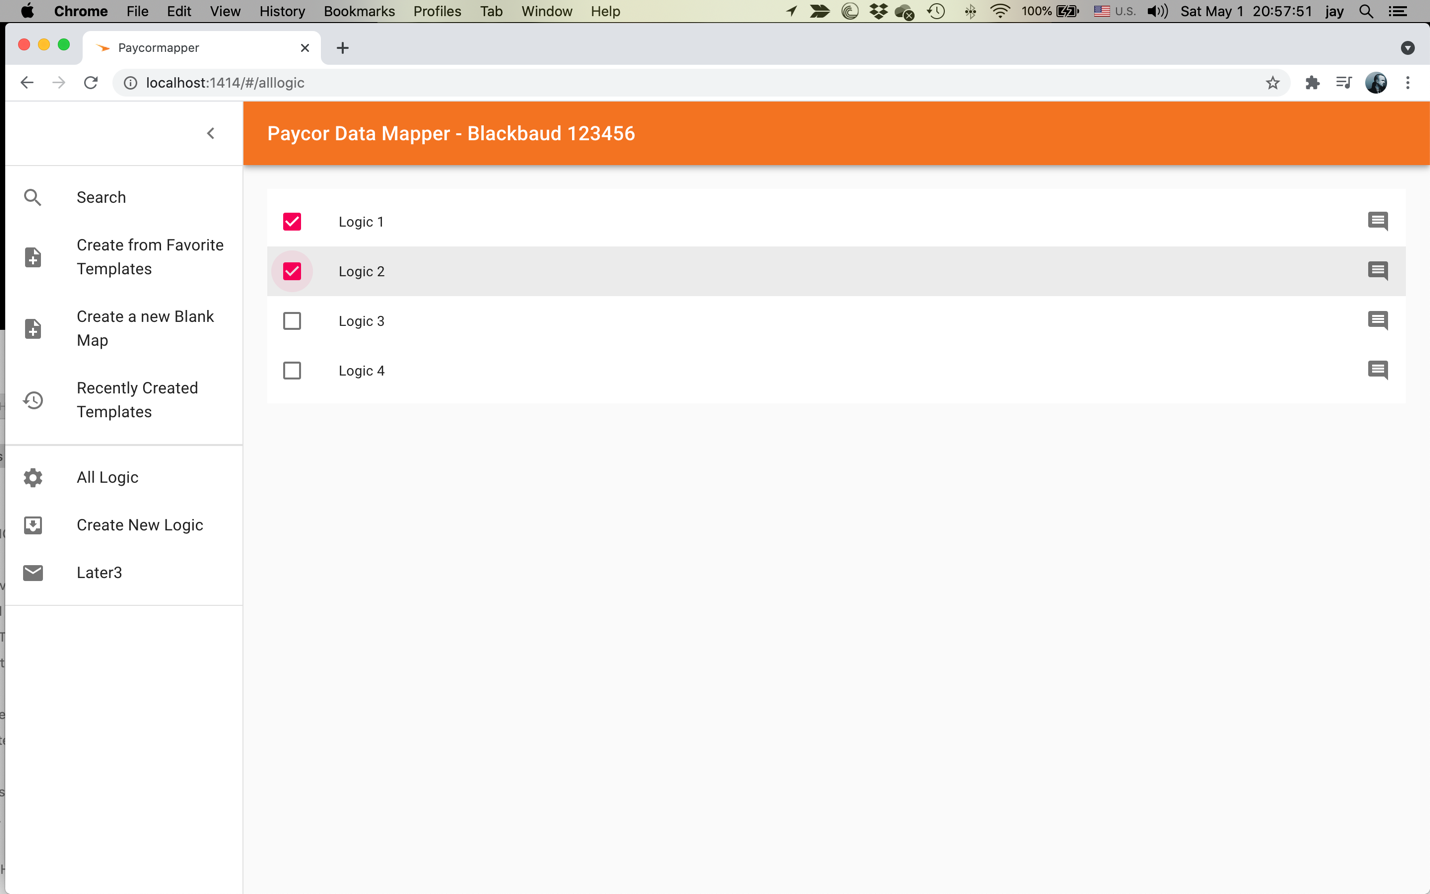 Chrome File Edit View History Bookmarks Profiles Tab Window Help 100% U.S. Sat May 1 20:57:51 jay
Paycormapper
localhost:1414/#/alllogic
Paycor Data Mapper - Blackbaud 123456
Search
Create from Favorite
Templates
Create a new Blank
Map
Recently Created
Templates
All Logic
Create New Logic
Later3
Logic 1
Logic 2
Logic 3
Logic 4